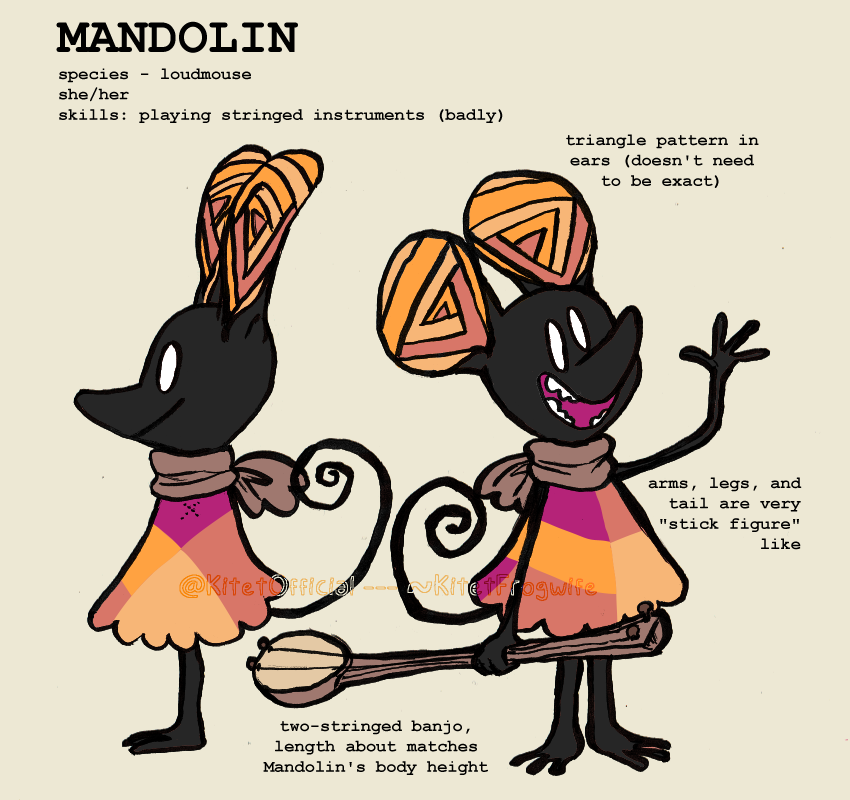 MANDOLIN
species - loudmouse
she/her
skills: playing stringed instruments (badly)
triangle pattern in
ears (doesn't need
to be exact)
arms, legs, and
tail are very
"stick figure"
like
@KitetOfficial --- ~KitetFrogwife
two-stringed banjo,
length about matches
Mandolin's body height